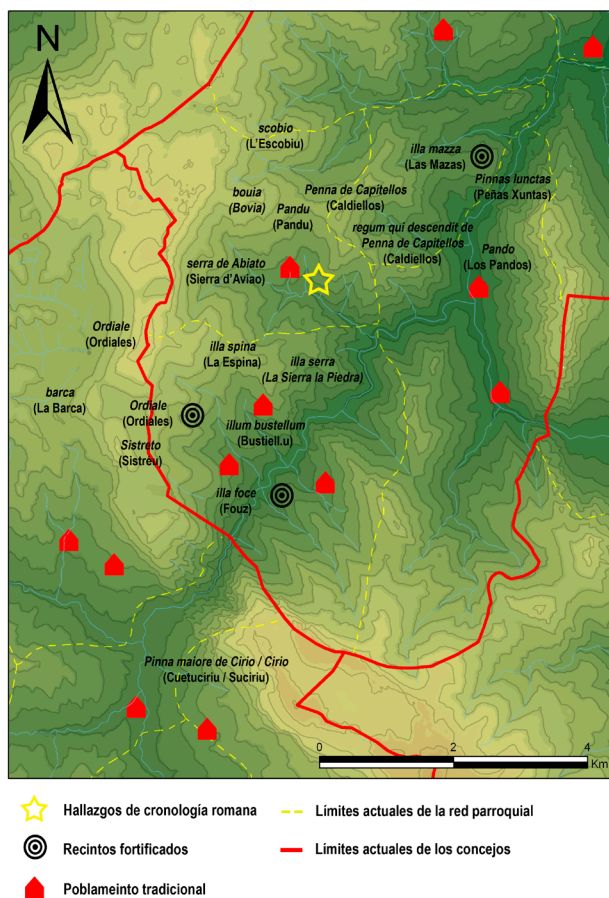 N
scobio
(L'Escobiu)
illa mazza
(Las Mazas)
Pinnas Iunctas
(Peñas Xuntas)
bouia
(Bovia)
Penna de Capitellos
(Caldiellos)
Pandu
(Pandu)
regum qui descendit de
Penna de Capitellos
(Caldiellos)
Pando
(Los Pandos)
serra de Abiato
(Sierra d'Aviao)
Ordiale
(Ordiales)
illa spina
(La Espina)
illa serra
(La Sierra la Piedra)
barca
(La Barca)
Ordiale
(Ordiales)
illum bustellum
(Bustiell.u)
Sistreto
(Sistréu)
illa foce
(Fouz)
Pinna maiore de Cirio / Cirio
(Cuetuciriu / Suciriu)
0 2 4
Km
Hallazgos de cronología romana
Límites actuales de la red parroquial
Recintos fortificados
Límites actuales de los concejos
Poblameinto tradicional